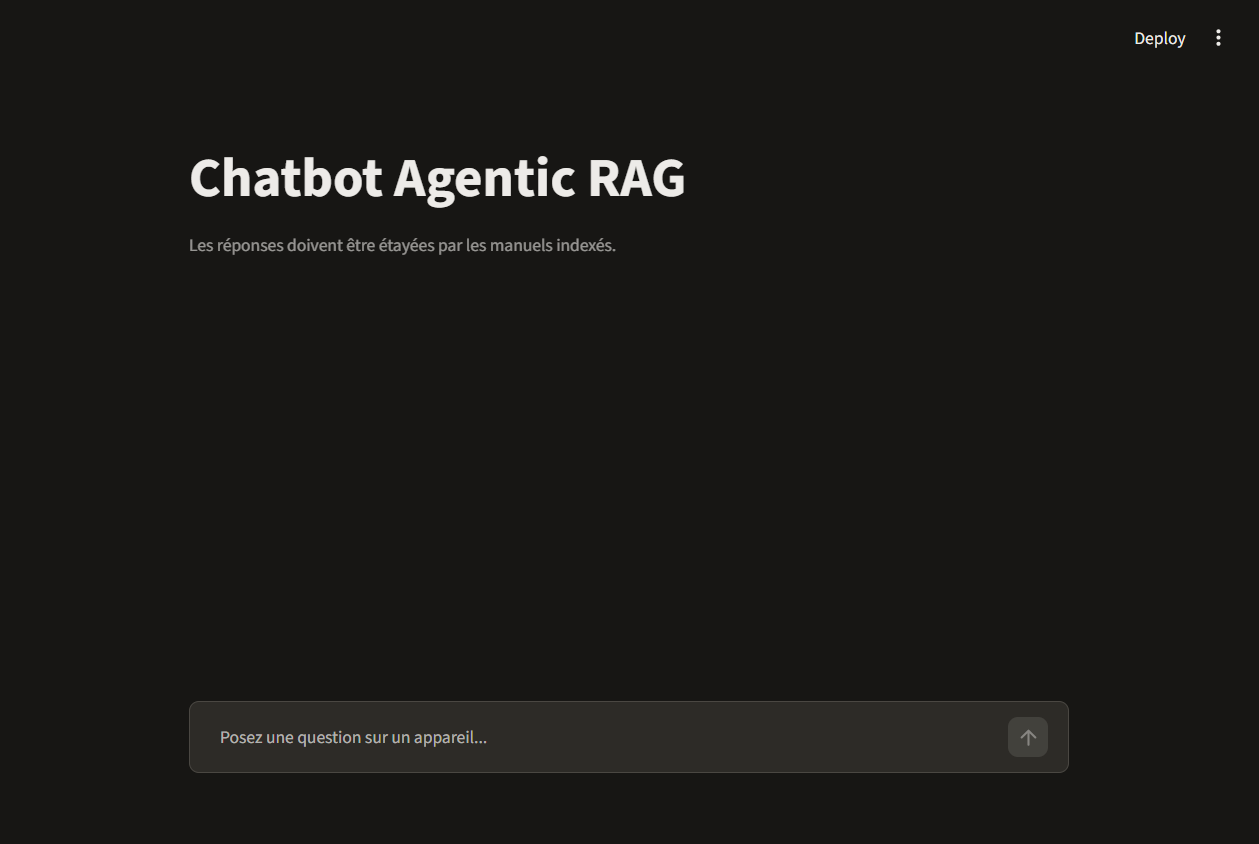 Deploy
Chatbot Agentic RAG
Les réponses doivent être étayées par les manuels indexés.
Posez une question sur un appareil...